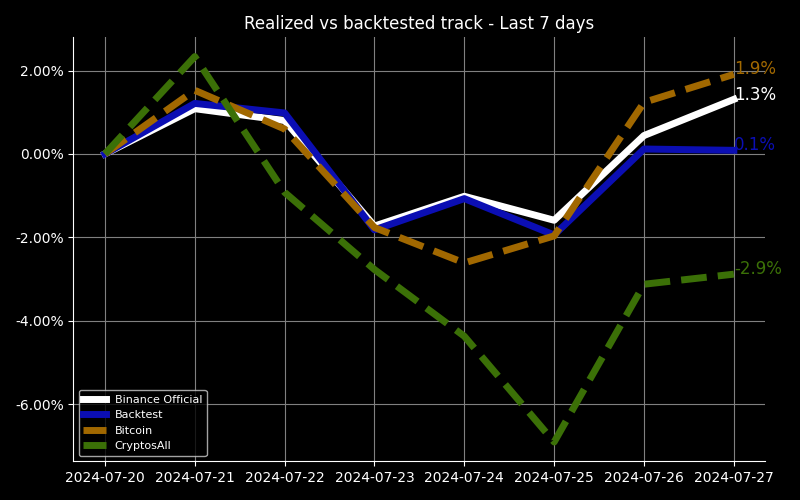 Realized vs backtested track - Last 7 days
2.00%
0.00%
-2.00%
-4.00%
-6.00%
1.9%
1.3%
0.1%
-2.9%
Binance Official
Backtest
Bitcoin
CryptosAll
2024-07-20 2024-07-21 2024-07-22 2024-07-23 2024-07-24 2024-07-25 2024-07-26 2024-07-27